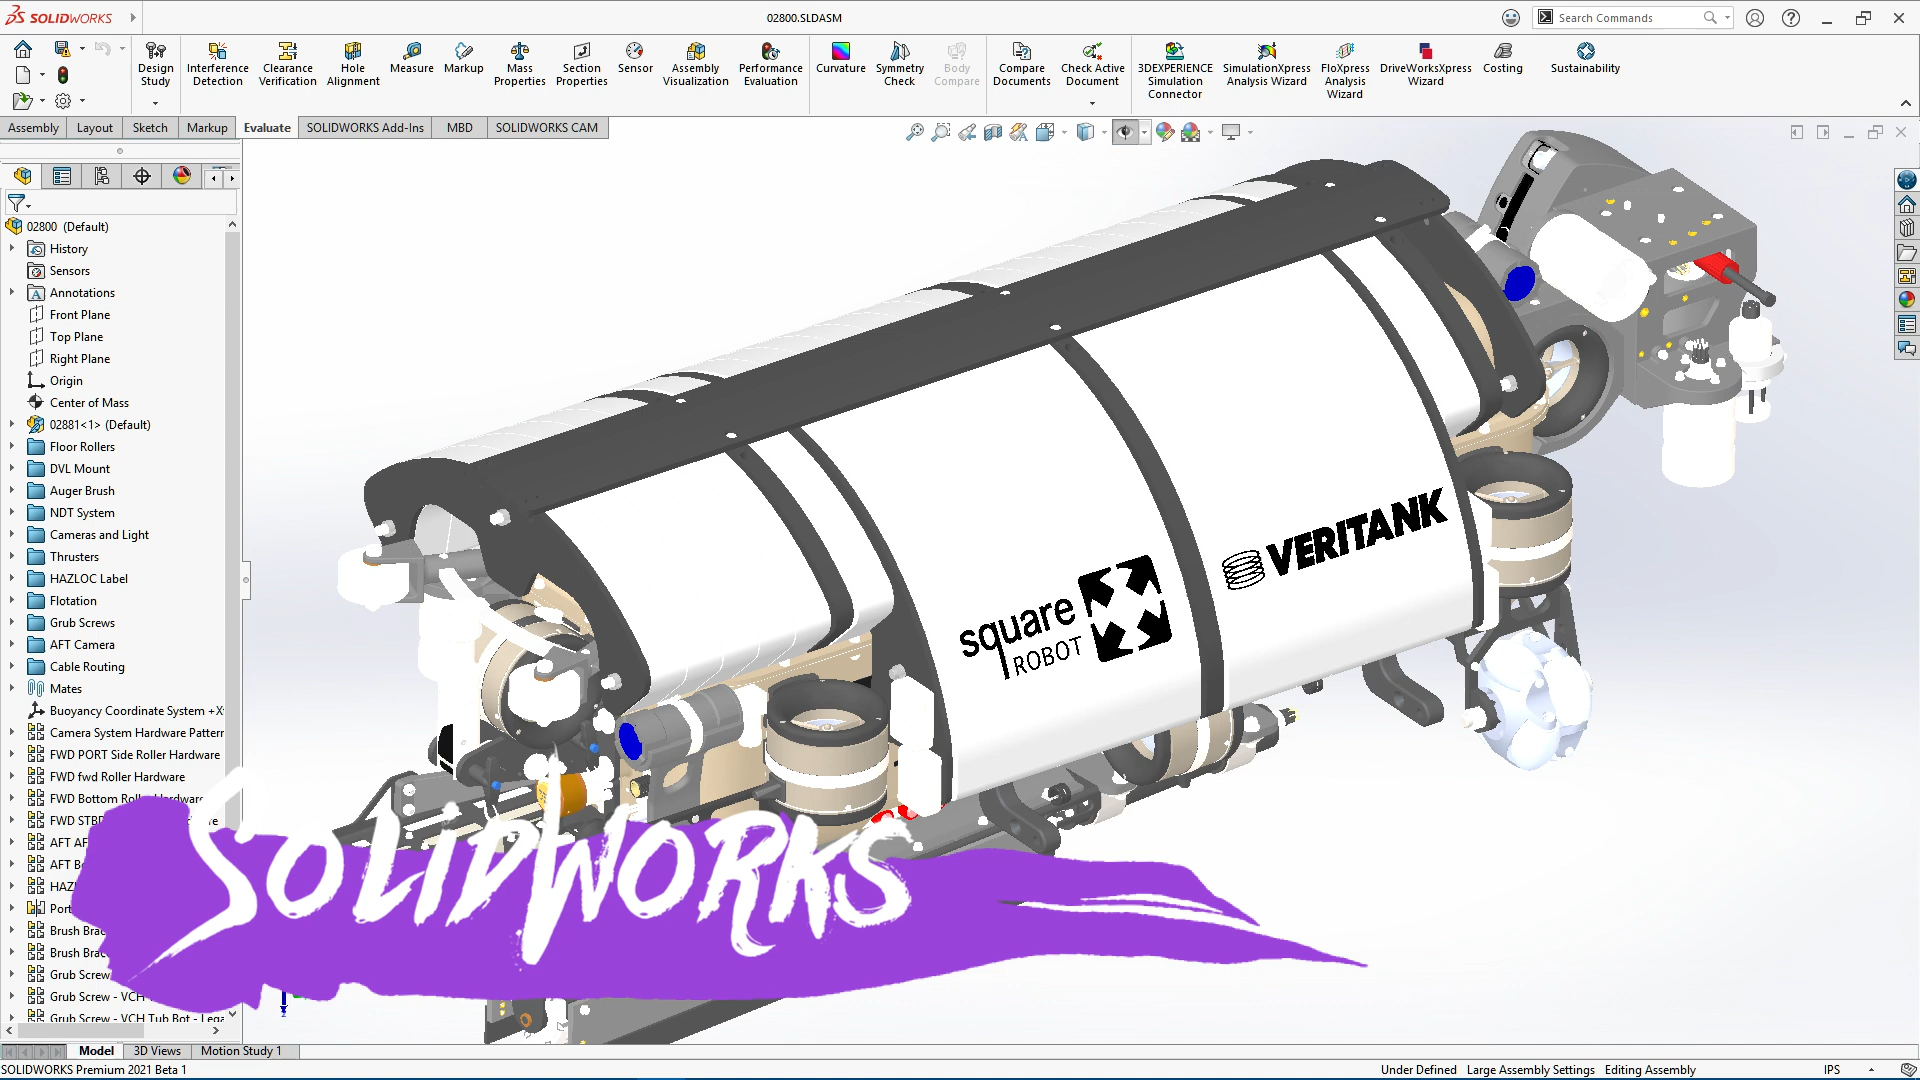 SOLIDWORKS
02800.SLDASM
Search Commands
Design Study
Interference Detection
Clearance Verification
Hole Alignment
Measure
Markup
Mass Properties
Section Properties
Sensor
Assembly Visualization
Performance Evaluation
Curvature
Symmetry Check
Body Compare
Compare Documents
Check Active Document
3DEXPERIENCE Simulation Connector
SimulationXpress Analysis Wizard
FloXpress Analysis Wizard
DriveWorksXpress Wizard
Costing
Sustainability
Assembly Layout Sketch Markup Evaluate SOLIDWORKS Add-Ins MBD SOLIDWORKS CAM
02800 (Default)
History
Sensors
Annotations
Front Plane
Top Plane
Right Plane
Origin
Center of Mass
02881<1> (Default)
Floor Rollers
DVL Mount
Auger Brush
NDT System
Cameras and Light
Thrusters
HAZLOC Label
Flotation
Grub Screws
AFT Camera
Cable Routing
Mates
Buoyancy Coordinate System +X
Camera System Hardware Pattern
FWD PORT Side Roller Hardware
FWD fwd Roller Hardware
FWD Bottom Roller Hardware
FWD STB
AFT AF
AFT B
HAZ
Port
Brush Brac
Brush Brac
Grub Screw
Grub Screw - VCH
Grub Screw - VCH Tub Bot - Lega
square
ROBOT
VERITANK
SOLIDWORKS
Model 3D Views Motion Study 1
SOLIDWORKS Premium 2021 Beta 1
Under Defined Large Assembly Settings Editing Assembly IPS